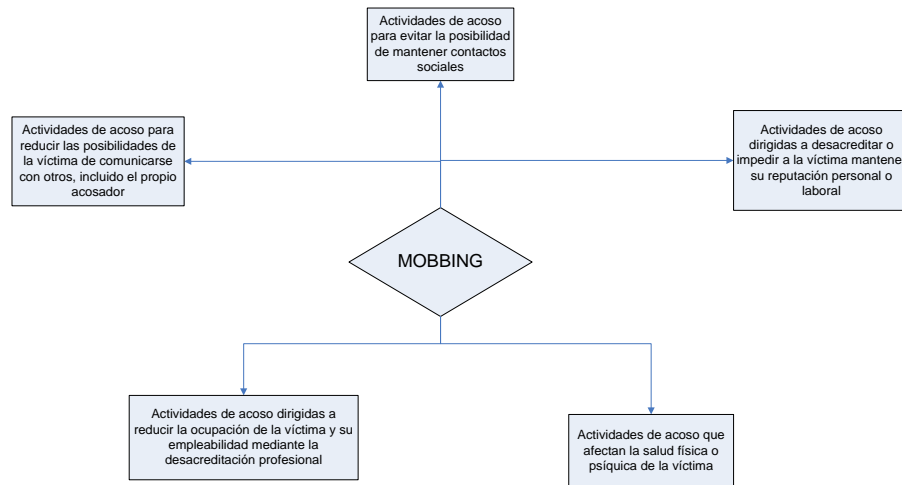 Actividades de acoso
para evitar la posibilidad
de mantener contactos
sociales
Actividades de acoso para
reducir las posibilidades de
la víctima de comunicarse
con otros, incluido el propio
acosador
Actividades de acoso
dirigidas a desacreditar o
impedir a la víctima mantene
su reputación personal o
laboral
MOBBING
Actividades de acoso dirigidas a
reducir la ocupación de la víctima y su
empleabilidad mediante la
desacreditación profesional
Actividades de acoso que
afectan la salud física o
psíquica de la víctima